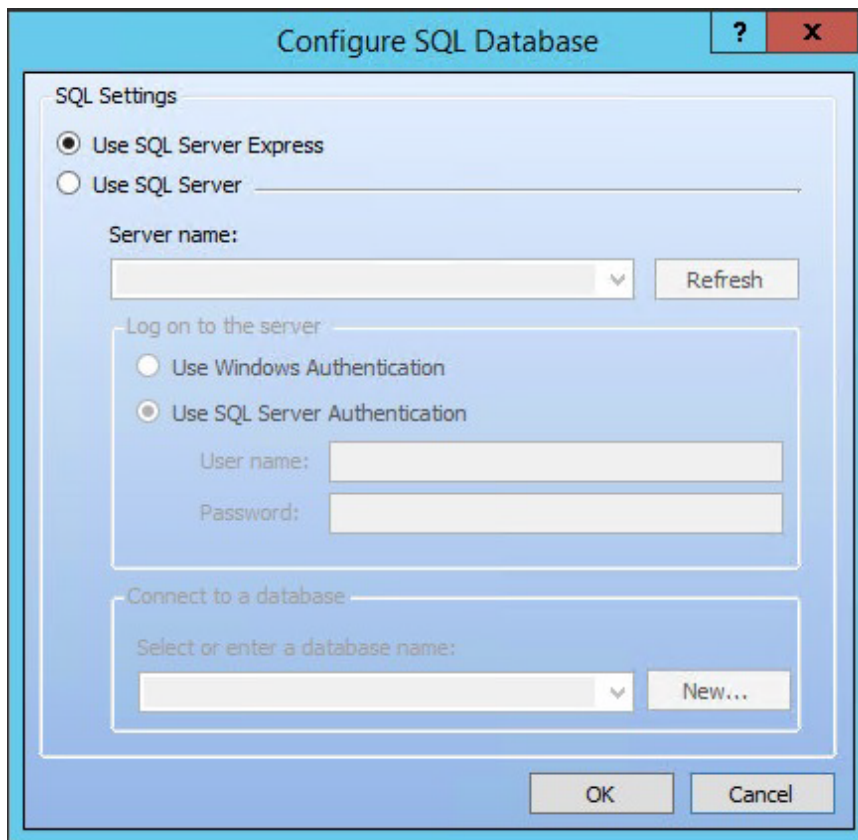 Configure SQL Database
?
x
SQL Settings
Use SQL Server Express
Use SQL Server
Server name:
Refresh
Log on to the server
Use Windows Authentication
Use SQL Server Authentication
User name:
Password:
Connect to a database
Select or enter a database name:
New...
OK
Cancel